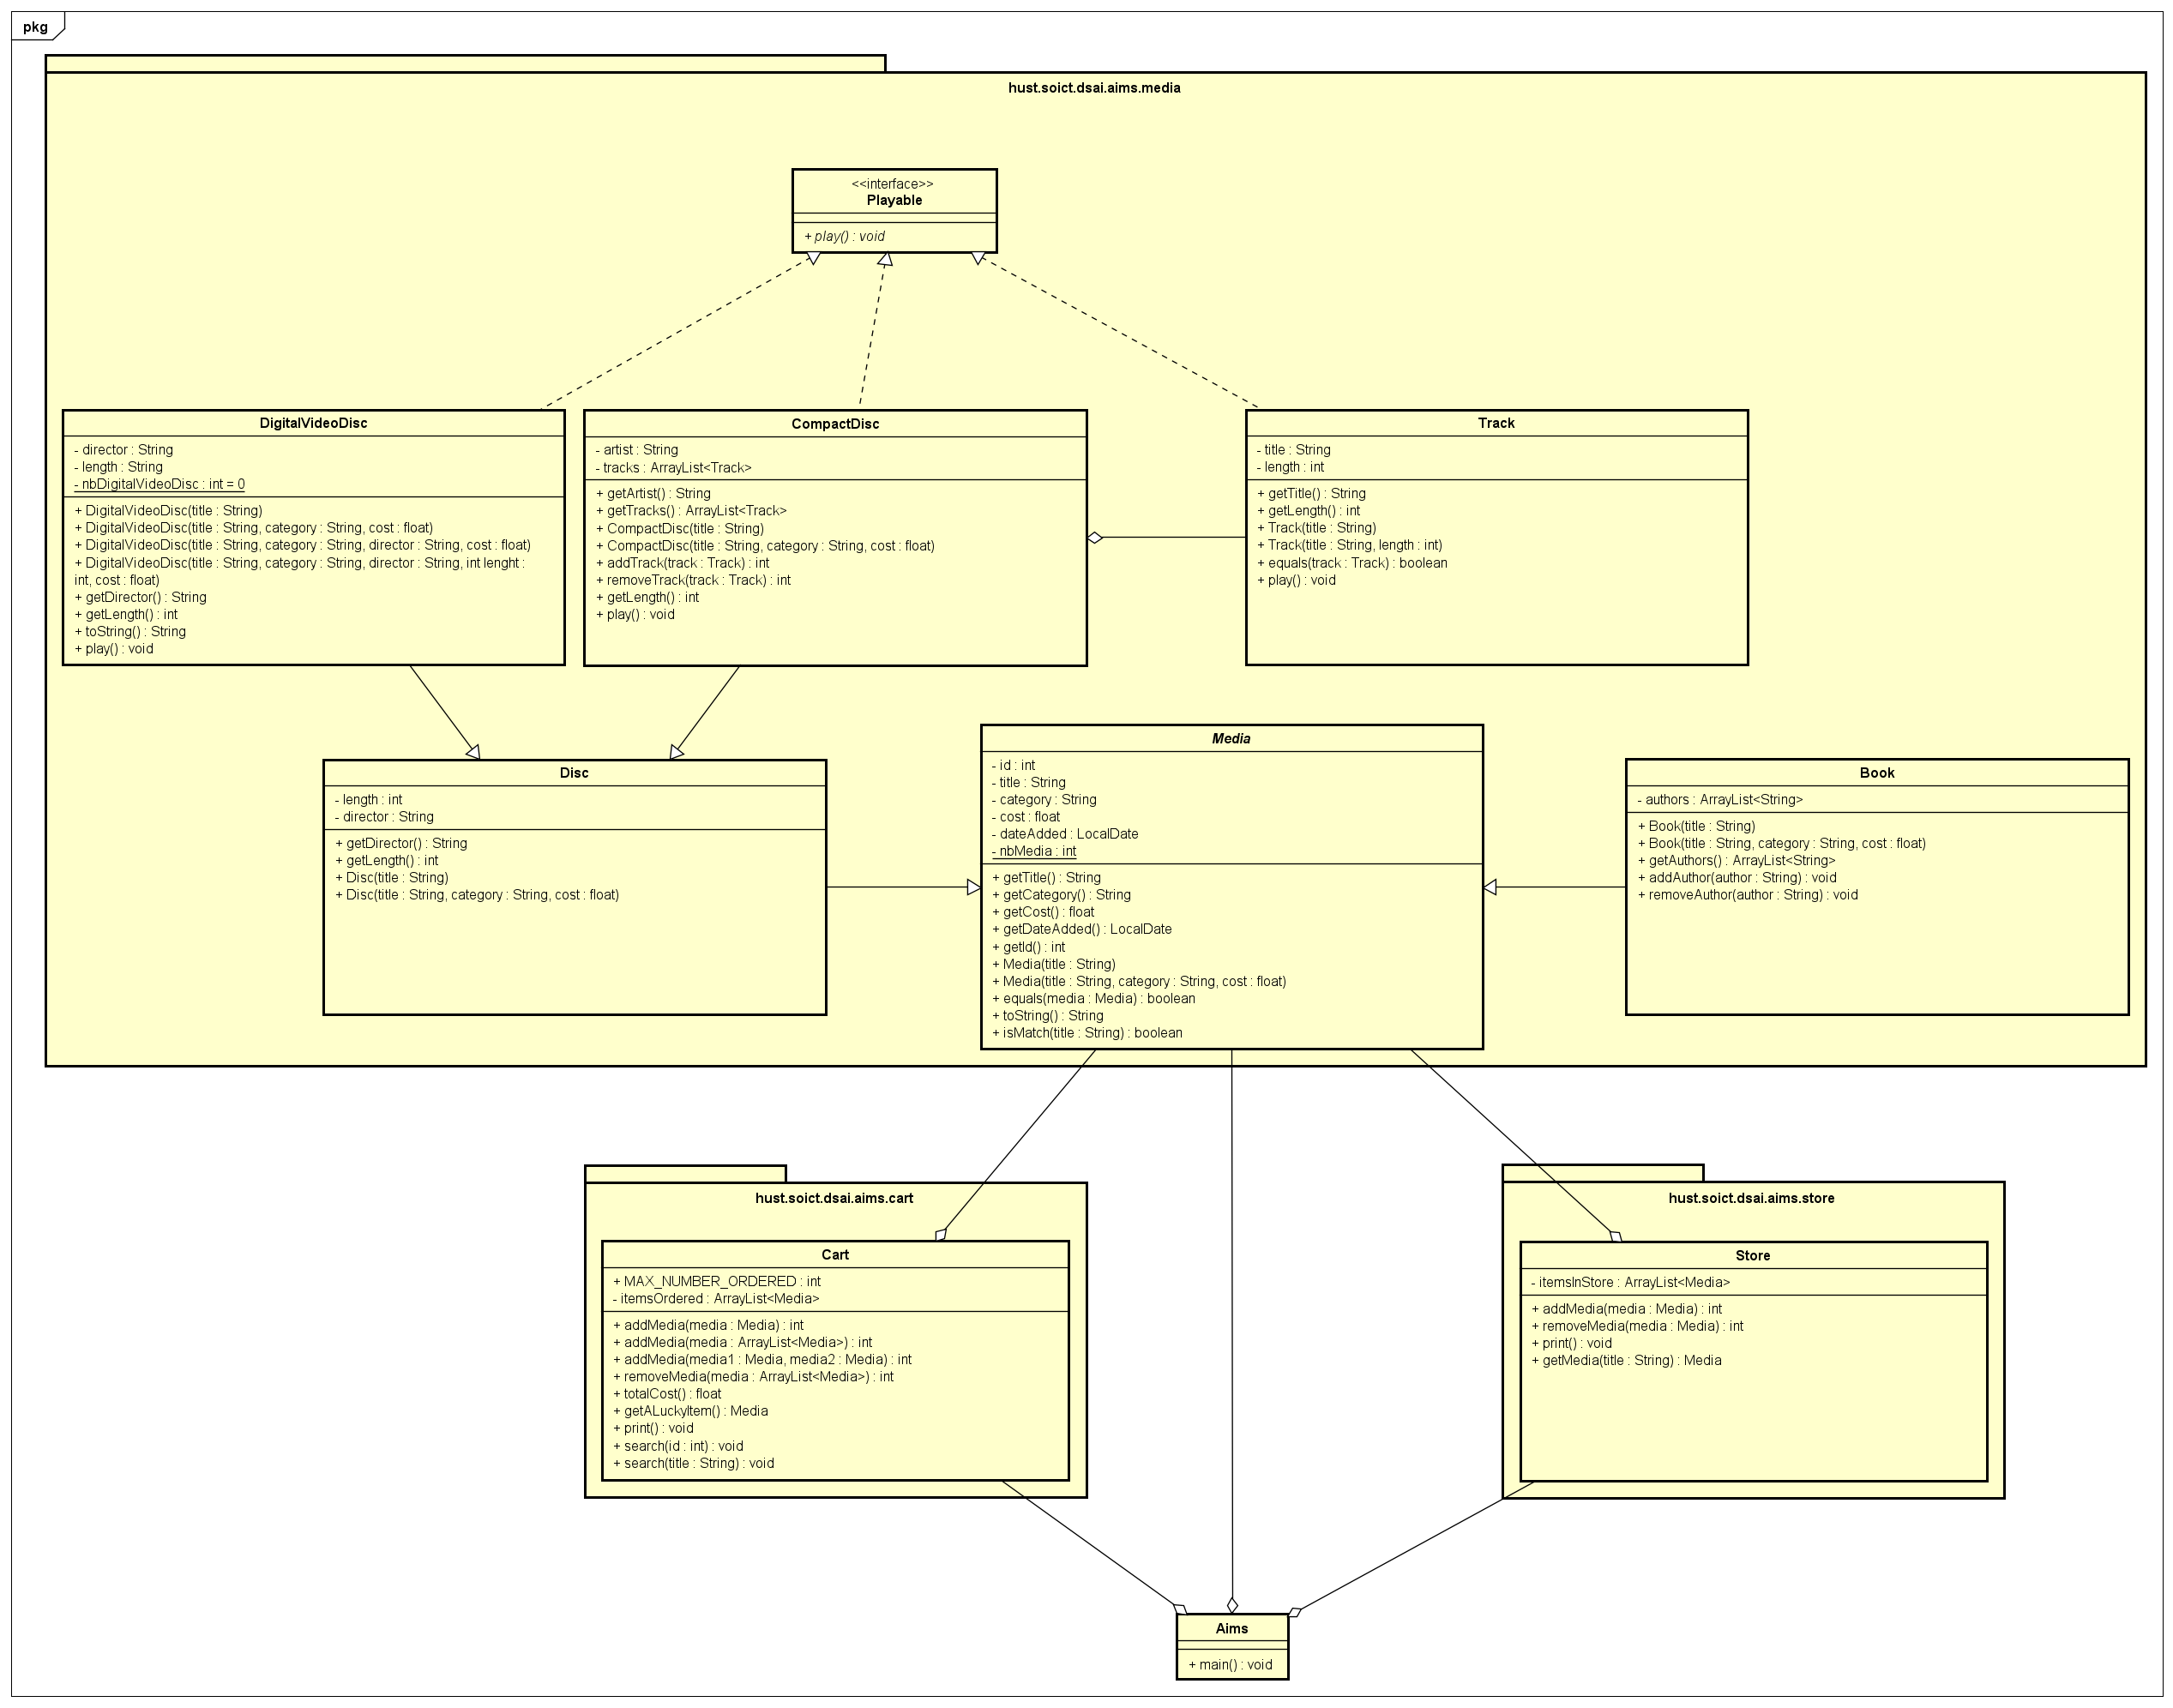 pkg
hust.soict.dsai.aims.media
<<interface>>
Playable
+ play() : void
DigitalVideoDisc
- director : String
- length : String
- nbDigitalVideoDisc : int = 0
+ DigitalVideoDisc(title : String)
+ DigitalVideoDisc(title : String, category : String, cost : float)
+ DigitalVideoDisc(title : String, category : String, director : String, cost : float)
+ DigitalVideoDisc(title : String, category : String, director : String, int lenght :
int, cost : float)
+ getDirector() : String
+ getLength() : int
+ toString() : String
+ play() : void
CompactDisc
- artist : String
- tracks : ArrayList<Track>
+ getArtist() : String
+ getTracks() : ArrayList<Track>
+ CompactDisc(title : String)
+ CompactDisc(title : String, category : String, cost : float)
+ addTrack(track : Track) : int
+ removeTrack(track : Track) : int
+ getLength() : int
+ play() : void
Track
- title : String
- length : int
+ getTitle() : String
+ getLength() : int
+ Track(title : String)
+ Track(title : String, length : int)
+ equals(track : Track) : boolean
+ play() : void
Disc
- length : int
- director : String
+ getDirector() : String
+ getLength() : int
+ Disc(title : String)
+ Disc(title : String, category : String, cost : float)
Media
- id : int
- title : String
- category : String
- cost : float
- dateAdded : LocalDate
- nbMedia : int
+ getTitle() : String
+ getCategory() : String
+ getCost() : float
+ getDateAdded() : LocalDate
+ getId() : int
+ Media(title : String)
+ Media(title : String, category : String, cost : float)
+ equals(media : Media) : boolean
+ toString() : String
+ isMatch(title : String) : boolean
Book
- authors : ArrayList<String>
+ Book(title : String)
+ Book(title : String, category : String, cost : float)
+ getAuthors() : ArrayList<String>
+ addAuthor(author : String) : void
+ removeAuthor(author : String) : void
hust.soict.dsai.aims.cart
Cart
+ MAX_NUMBER_ORDERED : int
- itemsOrdered : ArrayList<Media>
+ addMedia(media : Media) : int
+ addMedia(media : ArrayList<Media>) : int
+ addMedia(media1 : Media, media2 : Media) : int
+ removeMedia(media : ArrayList<Media>) : int
+ totalCost() : float
+ getALuckyItem() : Media
+ print() : void
+ search(id : int) : void
+ search(title : String) : void
hust.soict.dsai.aims.store
Store
- itemsInStore : ArrayList<Media>
+ addMedia(media : Media) : int
+ removeMedia(media : Media) : int
+ print() : void
+ getMedia(title : String) : Media
Aims
+ main() : void